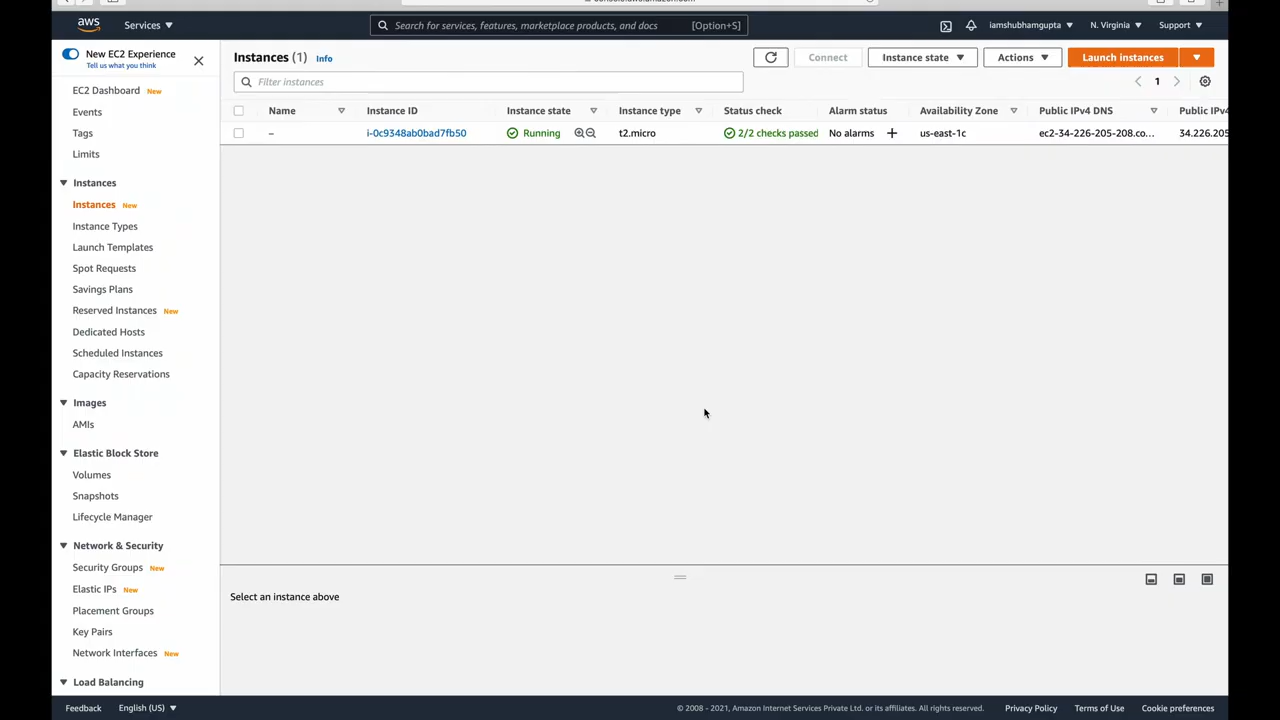 aws Services Search for services, features, marketplace products, and docs [Option+S] iamshubhamgupta N. Virginia Support
New EC2 Experience
Tell us what you think
EC2 Dashboard New
Events
Tags
Limits
Instances
Instances New
Instance Types
Launch Templates
Spot Requests
Savings Plans
Reserved Instances New
Dedicated Hosts
Scheduled Instances
Capacity Reservations
Images
AMIs
Elastic Block Store
Volumes
Snapshots
Lifecycle Manager
Network & Security
Security Groups New
Elastic IPs New
Placement Groups
Key Pairs
Network Interfaces New
Load Balancing
Instances (1) Info Connect Instance state Actions Launch instances
Filter instances 1
Name Instance ID Instance state Instance type Status check Alarm status Availability Zone Public IPv4 DNS Public IPv4
– i-0c9348ab0bad7fb50 Running t2.micro 2/2 checks passed No alarms + us-east-1c ec2-34-226-205-208.co... 34.226.205
Select an instance above
Feedback English (US) © 2008 - 2021, Amazon Internet Services Private Ltd. or its affiliates. All rights reserved. Privacy Policy Terms of Use Cookie preferences